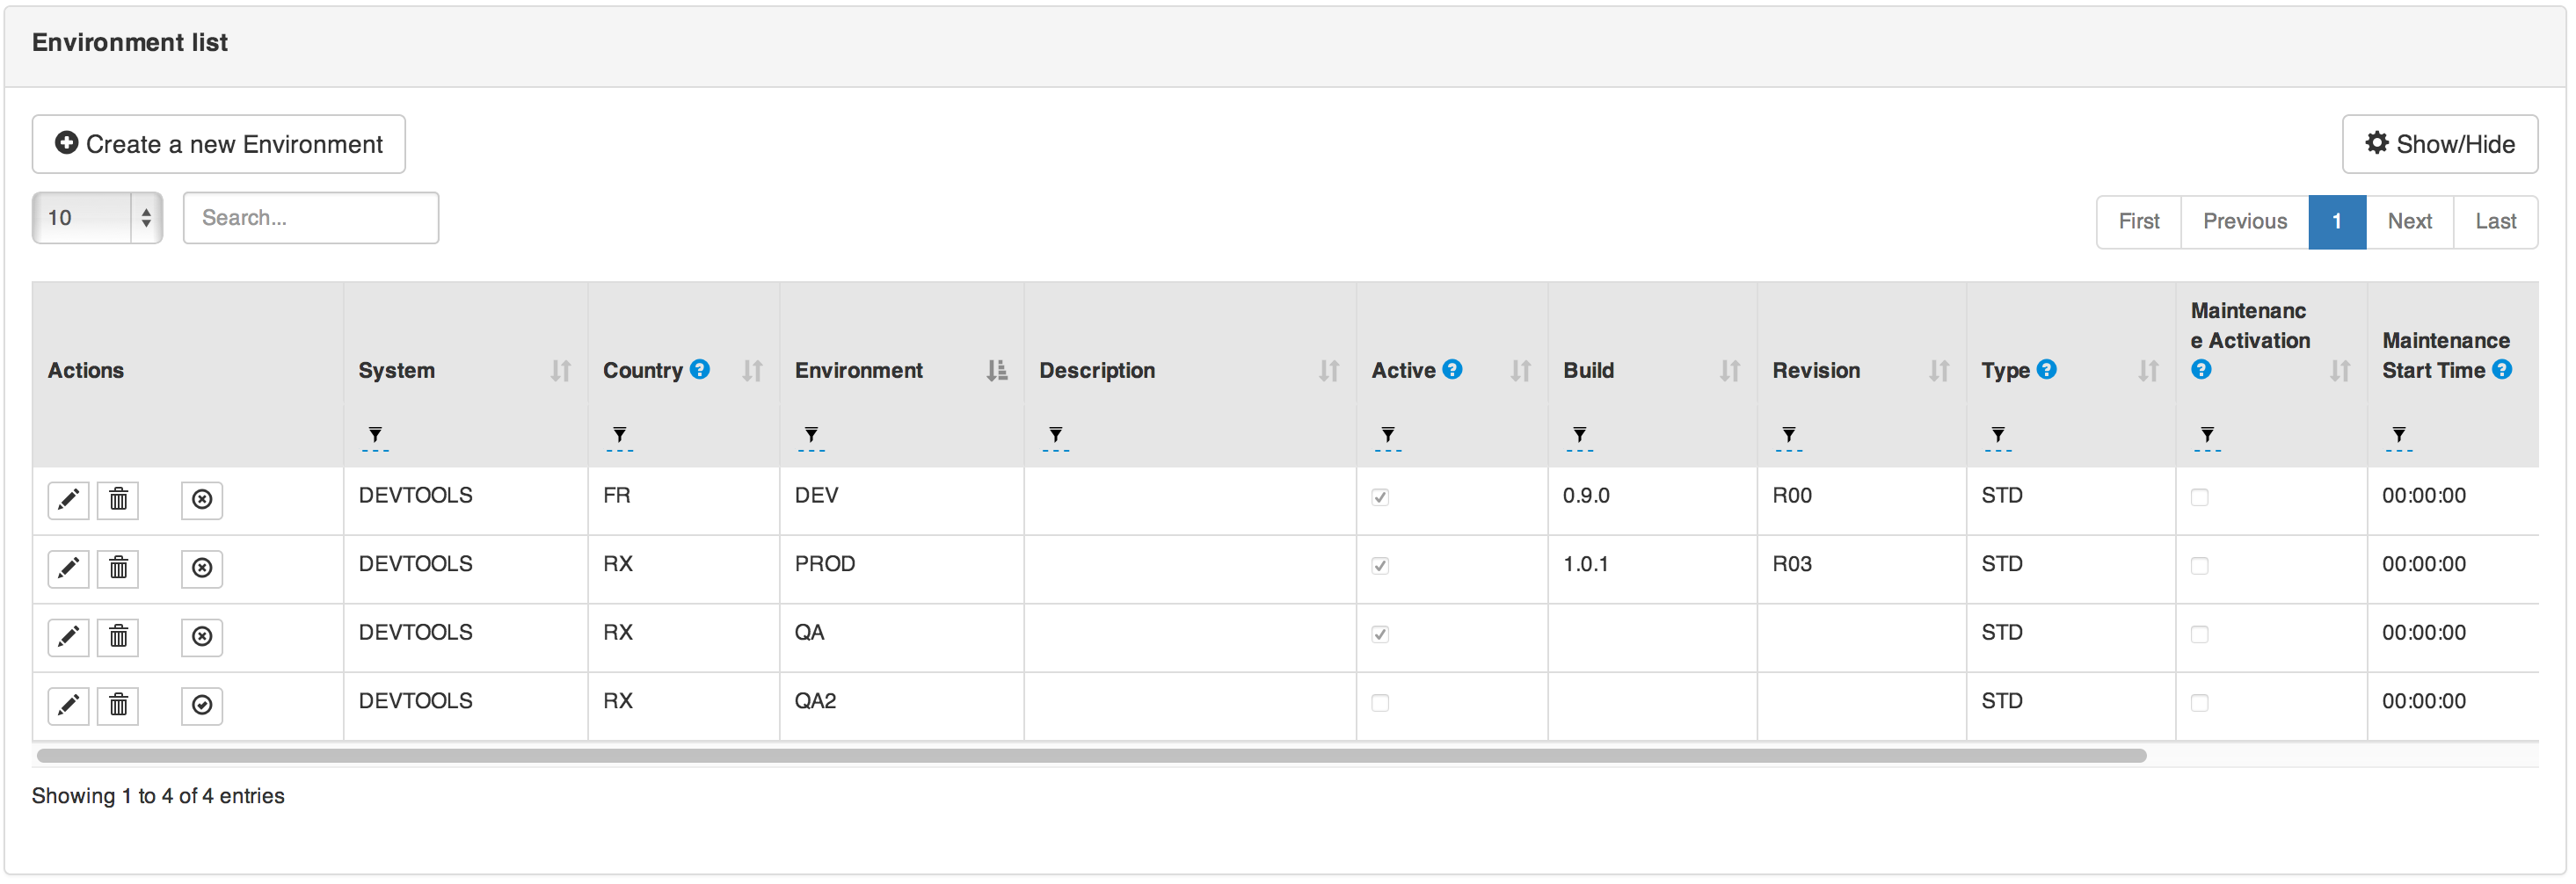 Environment list
Create a new Environment
Show/Hide
10
Search...
First Previous 1 Next Last
Actions System Country Environment Description Active Build Revision Type Maintenanc
e Activation Maintenance
Start Time
DEVTOOLS FR DEV 0.9.0 R00 STD 00:00:00
DEVTOOLS RX PROD 1.0.1 R03 STD 00:00:00
DEVTOOLS RX QA STD 00:00:00
DEVTOOLS RX QA2 STD 00:00:00
Showing 1 to 4 of 4 entries